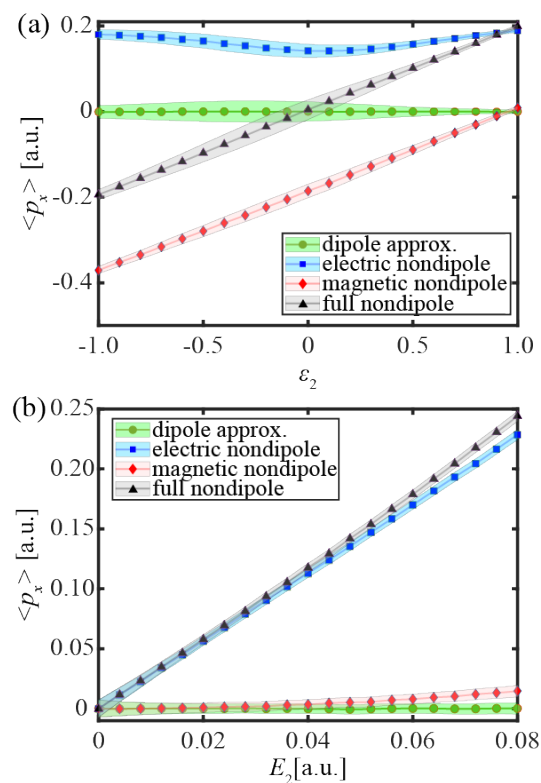 (a)
0.2
0
-0.2
-0.4
<p_x> [a.u.]
dipole approx.
electric nondipole
magnetic nondipole
full nondipole
-1.0 -0.5 0 0.5 1.0
ε₂
(b)
0.25
0.20
0.15
0.10
0.05
0
<p_x> [a.u.]
dipole approx.
electric nondipole
magnetic nondipole
full nondipole
0 0.02 0.04 0.06 0.08
E₂[a.u.]